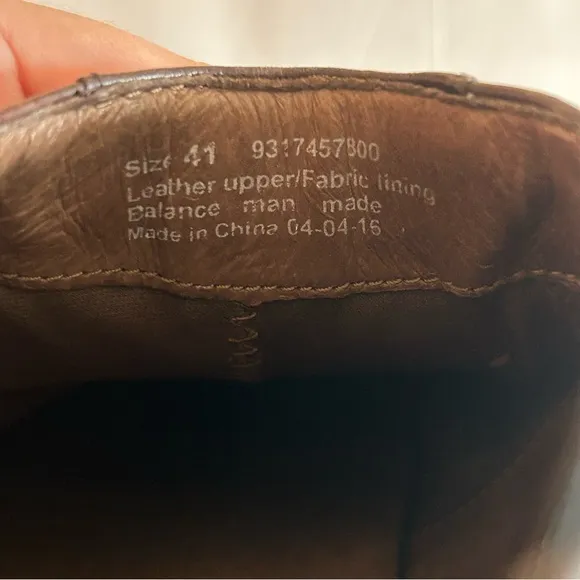 Size 41 9317457800
Leather upper/Fabric lining
Balance man made
Made in China 04-04-16